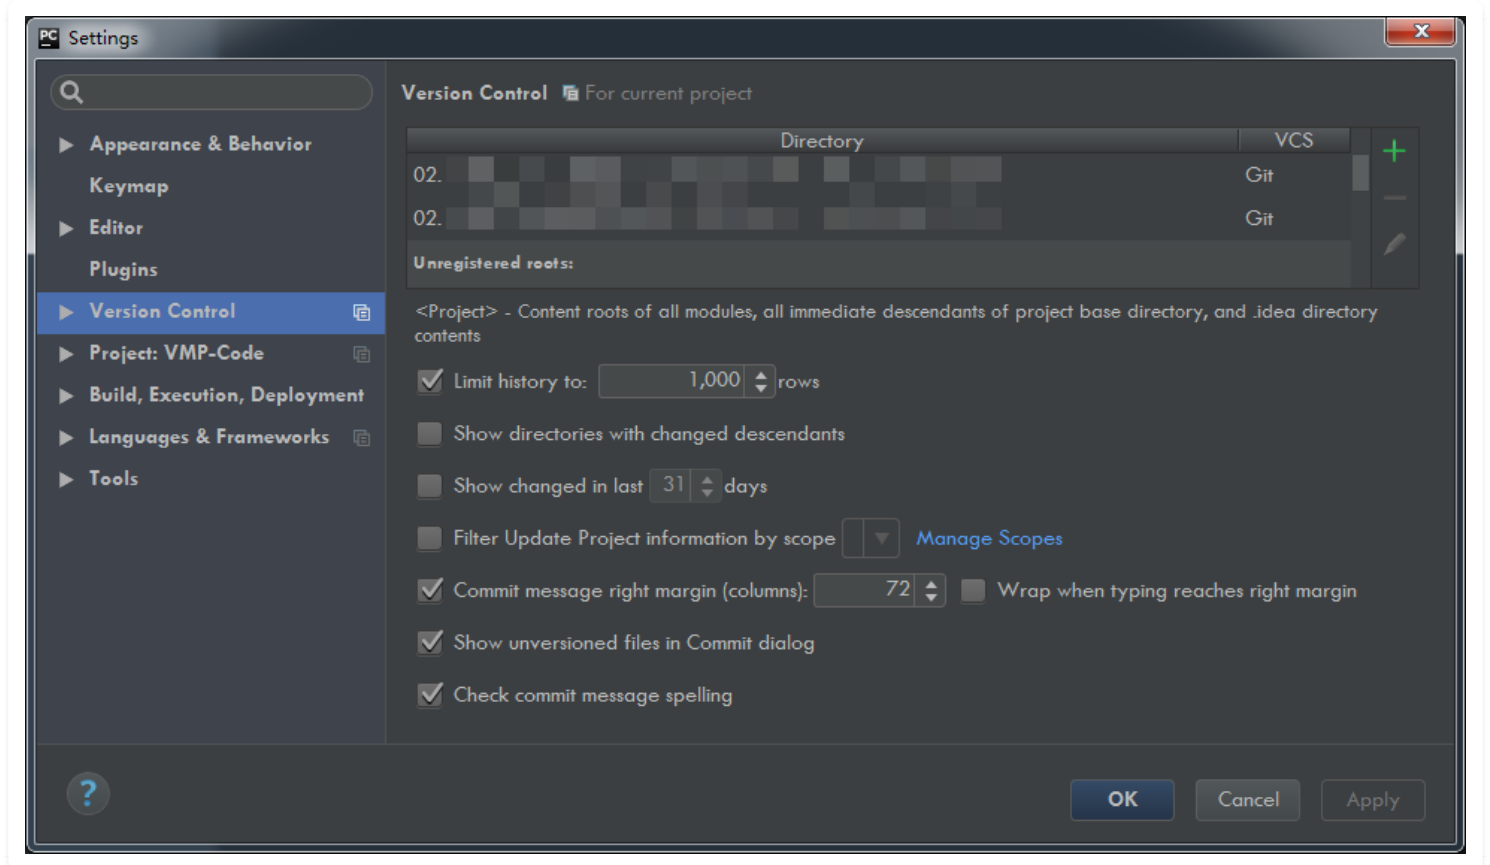 PC Settings
Appearance & Behavior
Keymap
Editor
Plugins
Version Control
Project: VMP-Code
Build, Execution, Deployment
Languages & Frameworks
Tools
Version Control For current project
Directory VCS
02. Git
02. Git
Unregistered roots:
<Project> - Content roots of all modules, all immediate descendants of project base directory, and .idea directory
contents
Limit history to: 1,000 rows
Show directories with changed descendants
Show changed in last 31 days
Filter Update Project information by scope Manage Scopes
Commit message right margin (columns): 72 Wrap when typing reaches right margin
Show unversioned files in Commit dialog
Check commit message spelling
? OK Cancel Apply